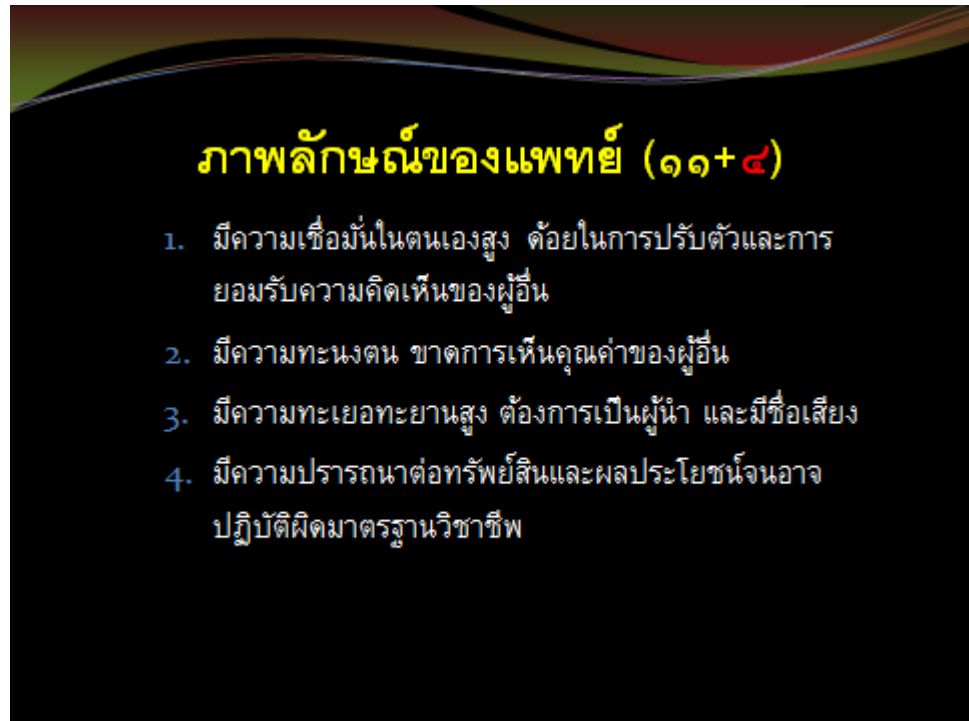 ภาพลักษณ์ของแพทย์ (๑๑+๔)
1. มีความเชื่อมั่นในตนเองสูง ด้อยในการปรับตัวและการ
ยอมรับความคิดเห็นของผู้อื่น
2. มีความทะนงตน ขาดการเห็นคุณค่าของผู้อื่น
3. มีความทะเยอทะยานสูง ต้องการเป็นผู้นำ และมีชื่อเสียง
4. มีความปรารถนาต่อทรัพย์สินและผลประโยชน์จนอาจ
ปฏิบัติผิดมาตรฐานวิชาชีพ